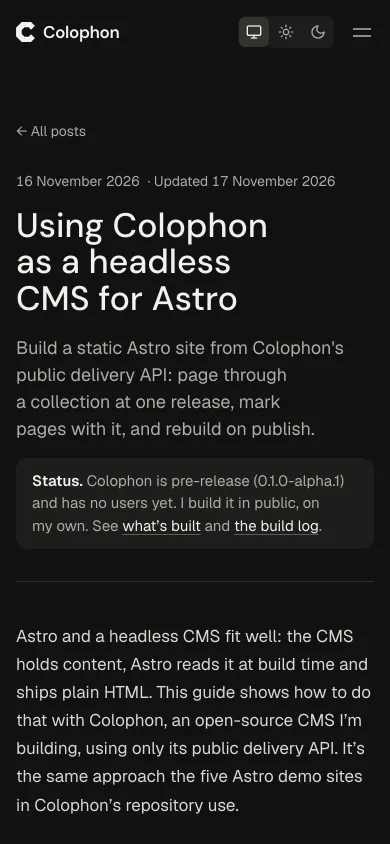 Colophon
← All posts
16 November 2026 · Updated 17 November 2026
Using Colophon
as a headless
CMS for Astro
Build a static Astro site from Colophon's
public delivery API: page through
a collection at one release, mark
pages with it, and rebuild on publish.
Status. Colophon is pre-release (0.1.0-alpha.1)
and has no users yet. I build it in public, on
my own. See what’s built and the build log.
Astro and a headless CMS fit well: the CMS
holds content, Astro reads it at build time and
ships plain HTML. This guide shows how to do
that with Colophon, an open-source CMS I’m
building, using only its public delivery API. It’s
the same approach the five Astro demo sites
in Colophon’s repository use.